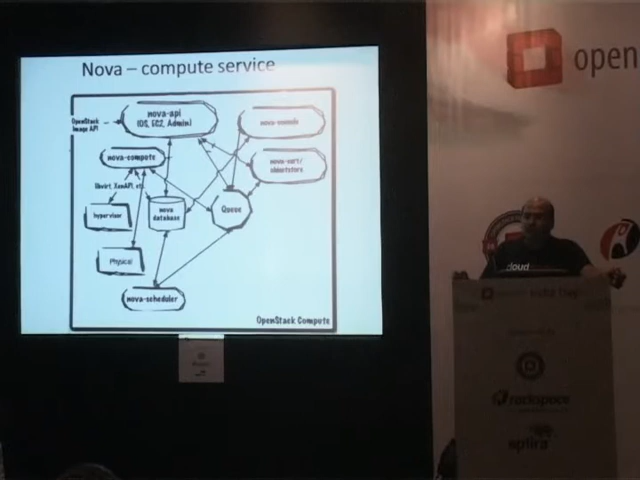 Nova – compute service
nova-api
(OS, EC2, Admin)
OpenStack
Image API
nova-console
nova-compute
nova-cert/
objectstore
libvirt, XenAPI, etc.
hypervisor
nova
database
Queue
Physical
nova-scheduler
OpenStack Compute
open
cloud
rackspace
aptira